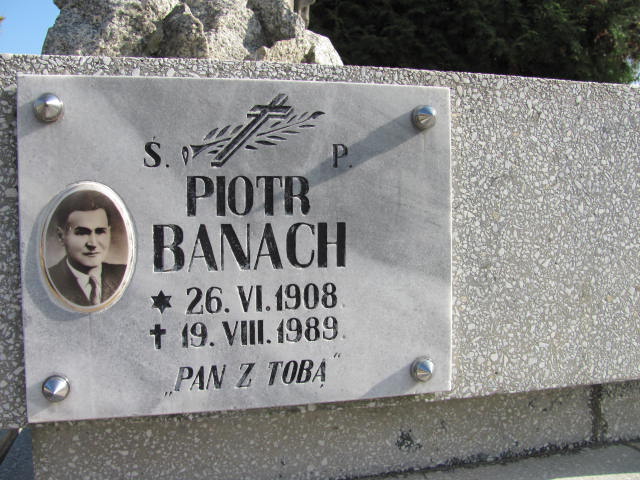 Ś. P.
PIOTR
BANACH
✶ 26. VI. 1908.
✝ 19. VIII. 1989.
„PAN Z TOBĄ"